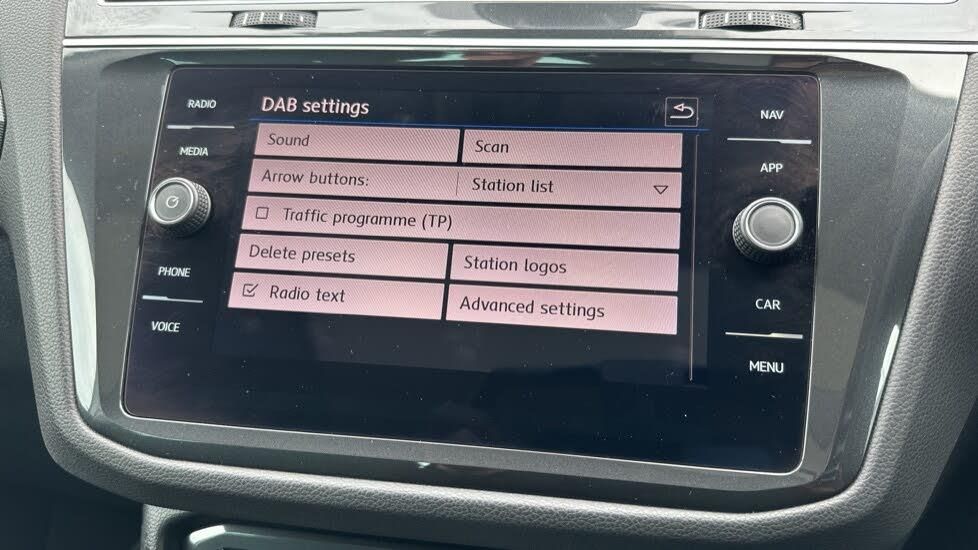 RADIO
MEDIA
PHONE
VOICE
DAB settings
Sound
Scan
Arrow buttons:
Station list
Traffic programme (TP)
Delete presets
Station logos
Radio text
Advanced settings
NAV
APP
CAR
MENU